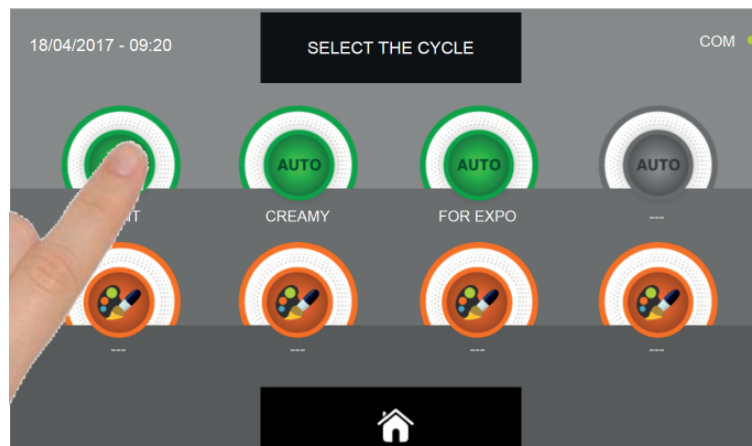 18/04/2017 - 09:20
SELECT THE CYCLE
COM
AUTO
AUTO
AUTO
CREAMY
FOR EXPO
---
---
---
---
---